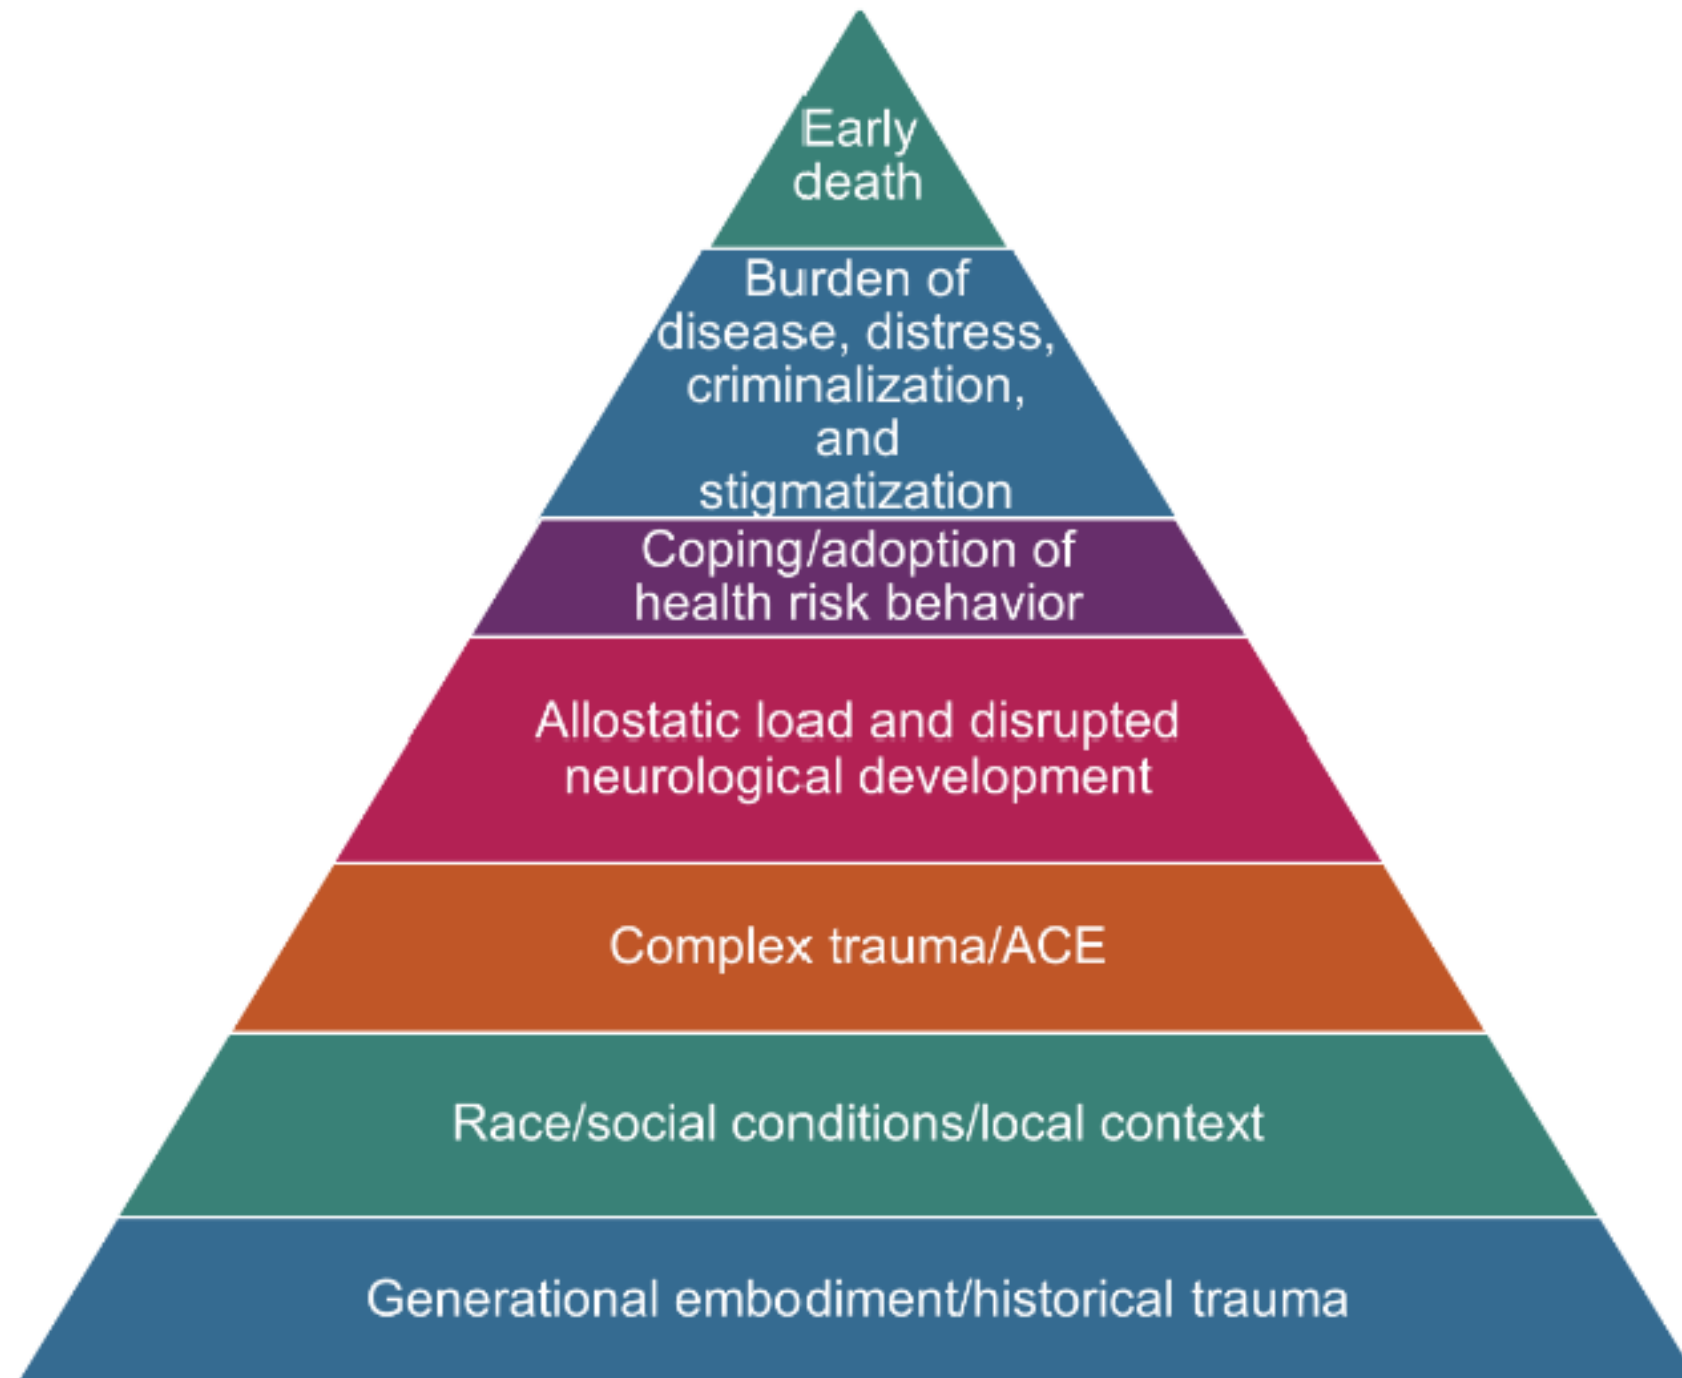 Early
death
Burden of
disease, distress,
criminalization,
and
stigmatization
Coping/adoption of
health risk behavior
Allostatic load and disrupted
neurological development
Complex trauma/ACE
Race/social conditions/local context
Generational embodiment/historical trauma